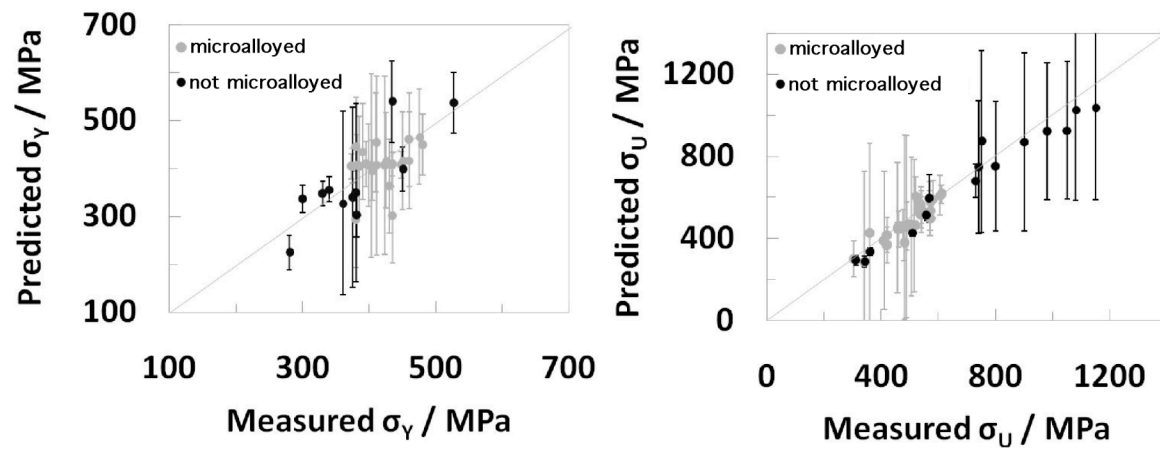 700
microalloyed
not microalloyed
500
300
100
Predicted σY / MPa
100 300 500 700
Measured σY / MPa
1200
microalloyed
not microalloyed
800
400
0
Predicted σU / MPa
0 400 800 1200
Measured σU / MPa